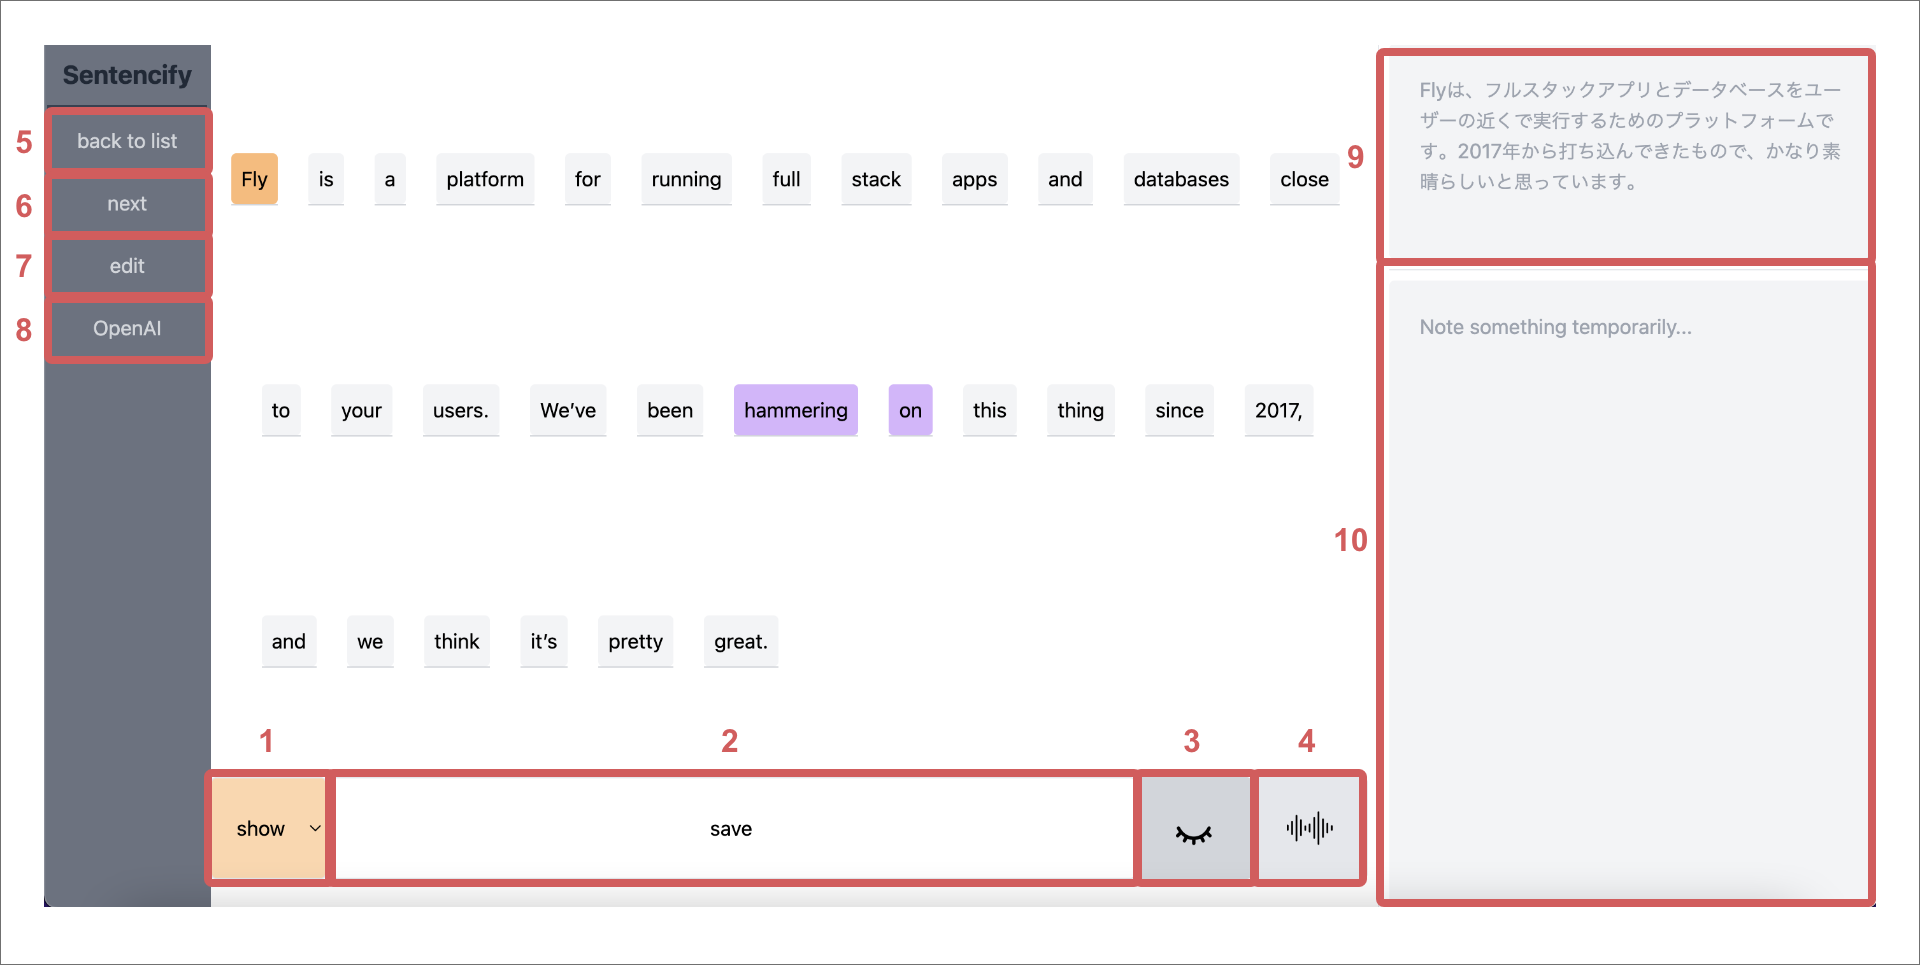 Sentencify
5 back to list
6 next
7 edit
8 OpenAI
Fly is a platform for running full stack apps and databases close
to your users. We’ve been hammering on this thing since 2017,
and we think it’s pretty great.
1 2 3 4
show save
9
Flyは、フルスタックアプリとデータベースをユー
ザーの近くで実行するためのプラットフォームで
す。2017年から打ち込んできたもので、かなり素
晴らしいと思っています。
10
Note something temporarily...